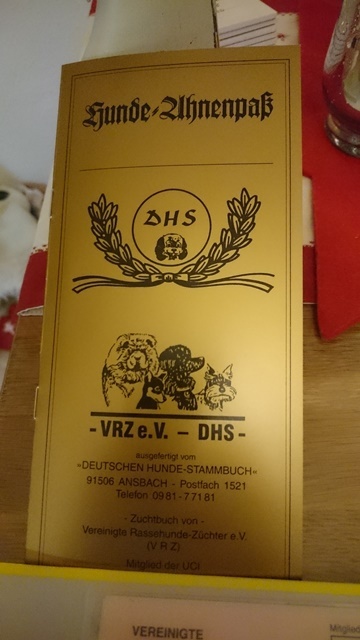 Hunde-Ahnenpaß
DHS
- VRZ e.V. – DHS -
ausgefertigt vom
»DEUTSCHEN HUNDE-STAMMBUCH«
91506 ANSBACH - Postfach 1521
Telefon 0981-77181
- Zuchtbuch von -
Vereinigte Rassehunde-Züchter e.V.
(VRZ)
Mitglied der UCI
VEREINIGTE